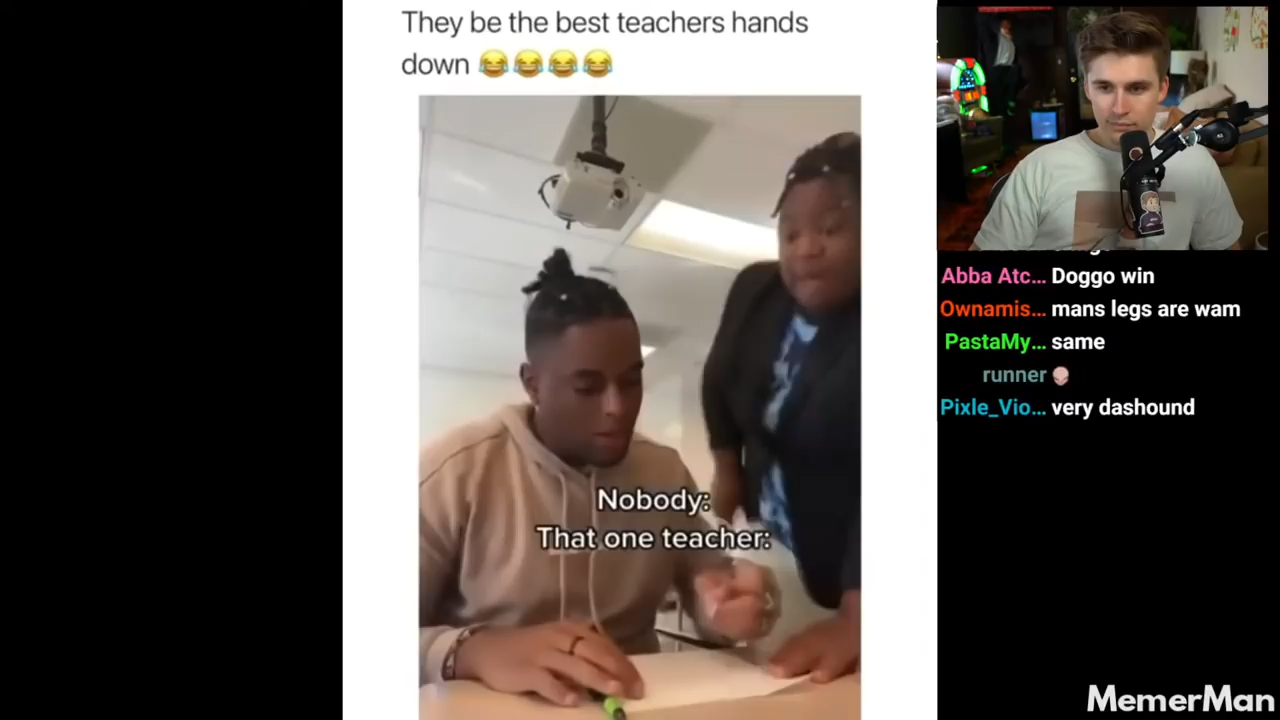 They be the best teachers hands
down 😂😂😂😂
Nobody:
That one teacher:
Abba Atc... Doggo win
Ownamis... mans legs are wam
PastaMy... same
runner
Pixle_Vio... very dashound
MemerMan